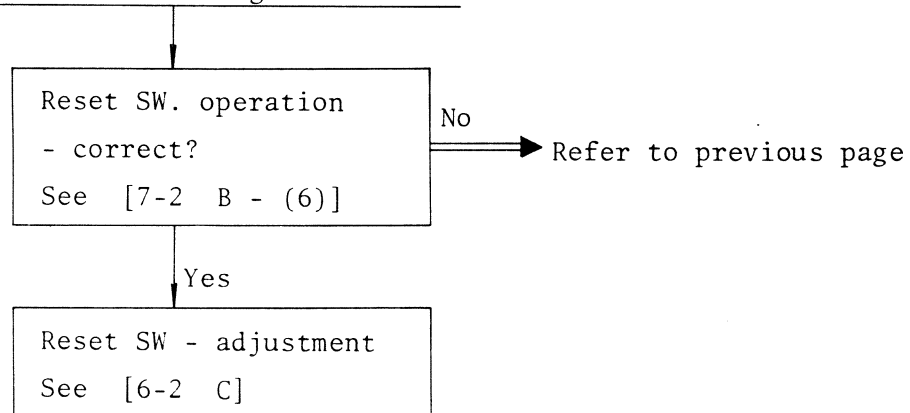 Reset SW. operation
- correct?
See [7-2 B - (6)]
No
Refer to previous page
Yes
Reset SW - adjustment
See [6-2 C]